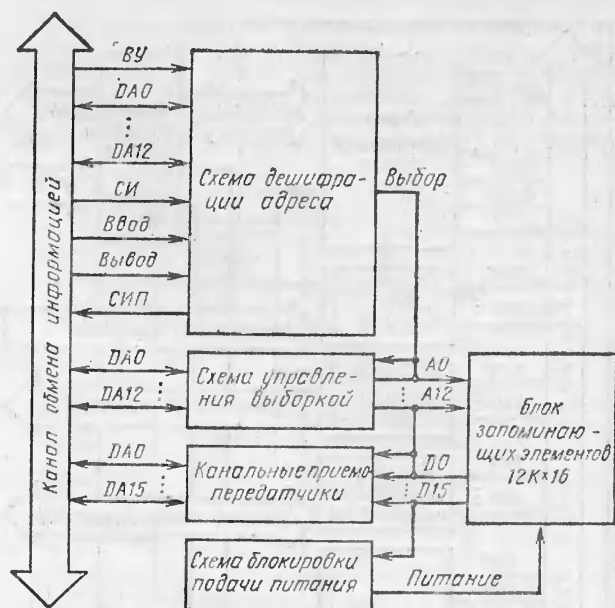 Канал обмена информацией
ВУ
DA0
DA12
СИ
Ввод
Вывод
СИП
Схема дешифра-
ции адреса
Выбор
DA0
DA12
Схема управле-
ния выборкой
A0
A12
DA0
DA15
Канальные приемо-
передатчики
D0
D15
Блок
запоминаю-
щих элементов
12K×16
Схема блокировки
подачи питания
Питание